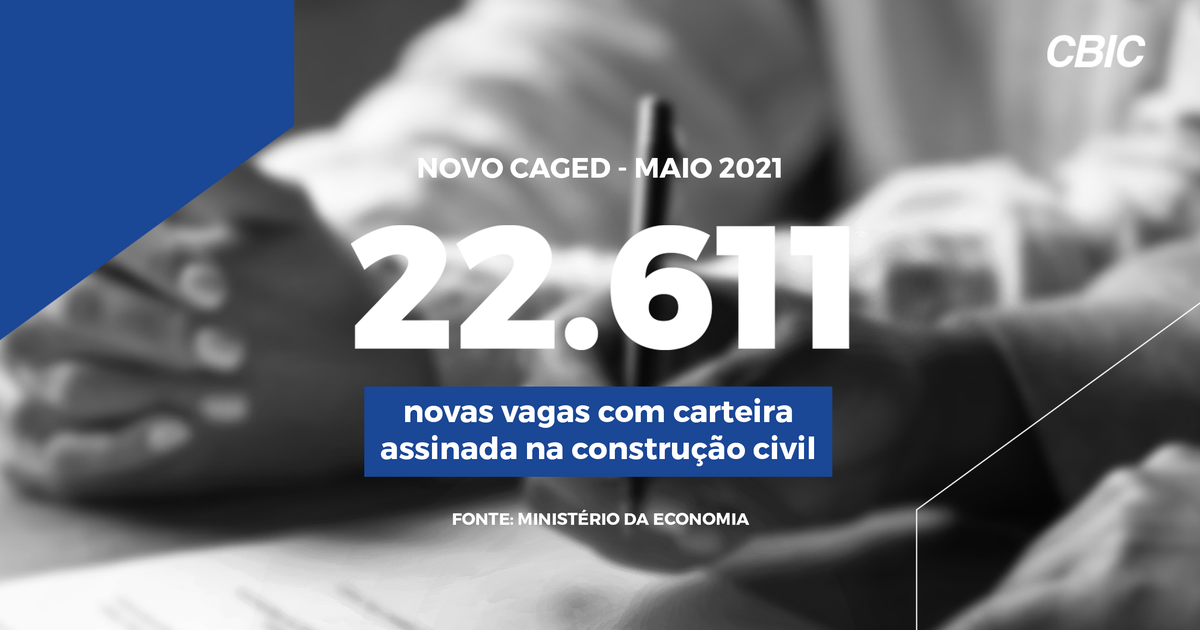 CBIC
NOVO CAGED - MAIO 2021
22.611
novas vagas com carteira
assinada na construção civil
FONTE: MINISTÉRIO DA ECONOMIA